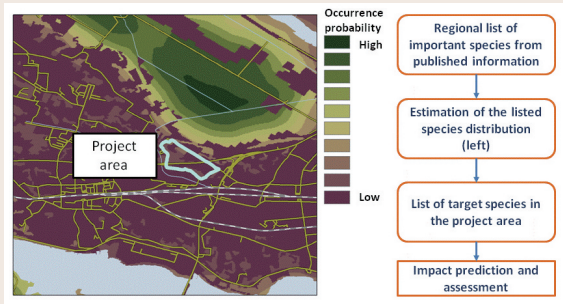 Occurrence
probability
High
Low
Project
area
Regional list of
important species from
published information
Estimation of the listed
species distribution
(left)
List of target species in
the project area
Impact prediction and
assessment